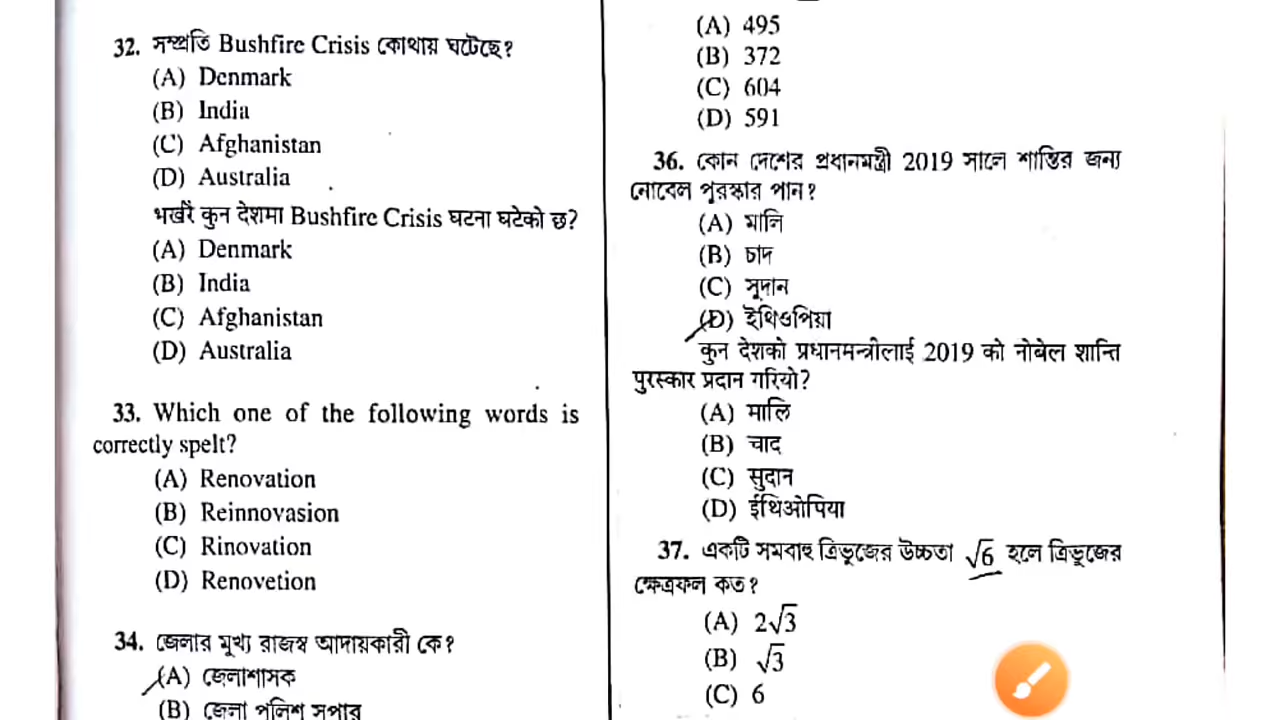 32. সম্প্রতি Bushfire Crisis কোথায় ঘটেছে?
(A) Denmark
(B) India
(C) Afghanistan
(D) Australia
भर्खरै कुन देशमा Bushfire Crisis घटना घटेको छ?
(A) Denmark
(B) India
(C) Afghanistan
(D) Australia
33. Which one of the following words is
correctly spelt?
(A) Renovation
(B) Reinnovasion
(C) Rinovation
(D) Renovetion
34. জেলার মুখ্য রাজস্ব আদায়কারী কে?
(A) জেলাশাসক
(B) জেলা পুলিশ সুপার
(A) 495
(B) 372
(C) 604
(D) 591
36. কোন দেশের প্রধানমন্ত্রী 2019 সালে শান্তির জন্য
নোবেল পুরস্কার পান?
(A) মালি
(B) চাদ
(C) সুদান
(D) ইথিওপিয়া
कुन देशको प्रधानमन्त्रीलाई 2019 को नोबेल शान्ति
पुरस्कार प्रदान गरियो?
(A) मालि
(B) चाद
(C) सुदान
(D) ईथिओपिया
37. একটি সমবাহু ত্রিভুজের উচ্চতা √6 হলে ত্রিভুজের
ক্ষেত্রফল কত?
(A) 2√3
(B) √3
(C) 6